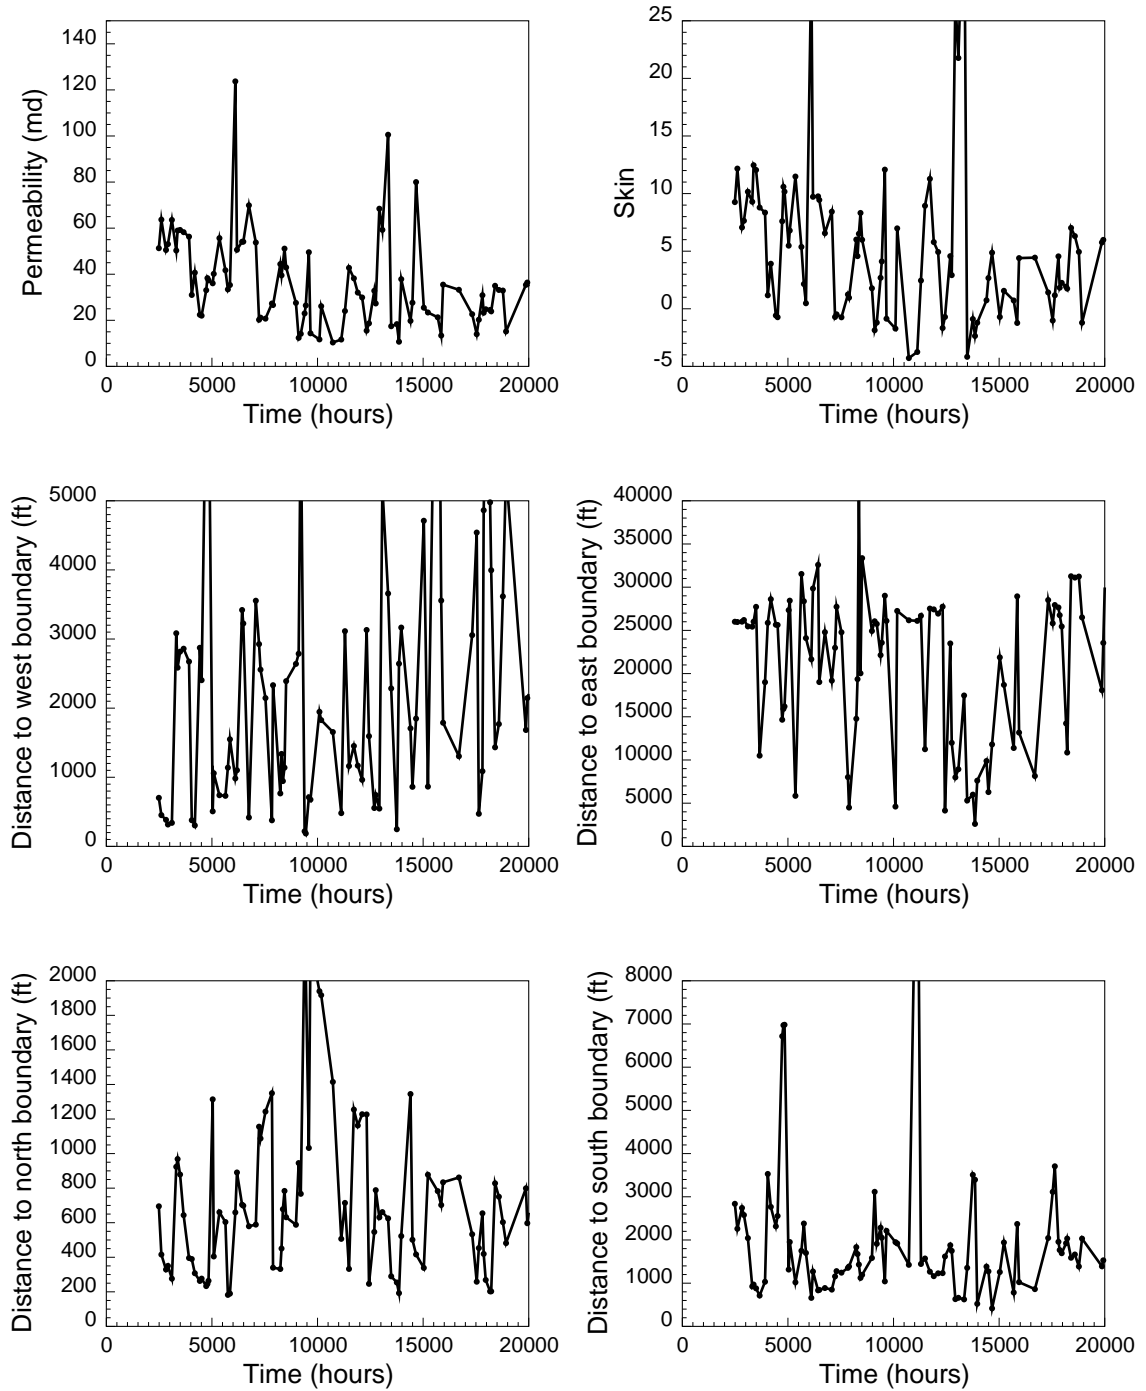 Permeability (md)
140
120
100
80
60
40
20
0
0 5000 10000 15000 20000
Time (hours)
Skin
25
20
15
10
5
0
-5
0 5000 10000 15000 20000
Time (hours)
Distance to west boundary (ft)
5000
4000
3000
2000
1000
0
0 5000 10000 15000 20000
Time (hours)
Distance to east boundary (ft)
40000
35000
30000
25000
20000
15000
10000
5000
0
0 5000 10000 15000 20000
Time (hours)
Distance to north boundary (ft)
2000
1800
1600
1400
1200
1000
800
600
400
200
0
0 5000 10000 15000 20000
Time (hours)
Distance to south boundary (ft)
8000
7000
6000
5000
4000
3000
2000
1000
0
0 5000 10000 15000 20000
Time (hours)